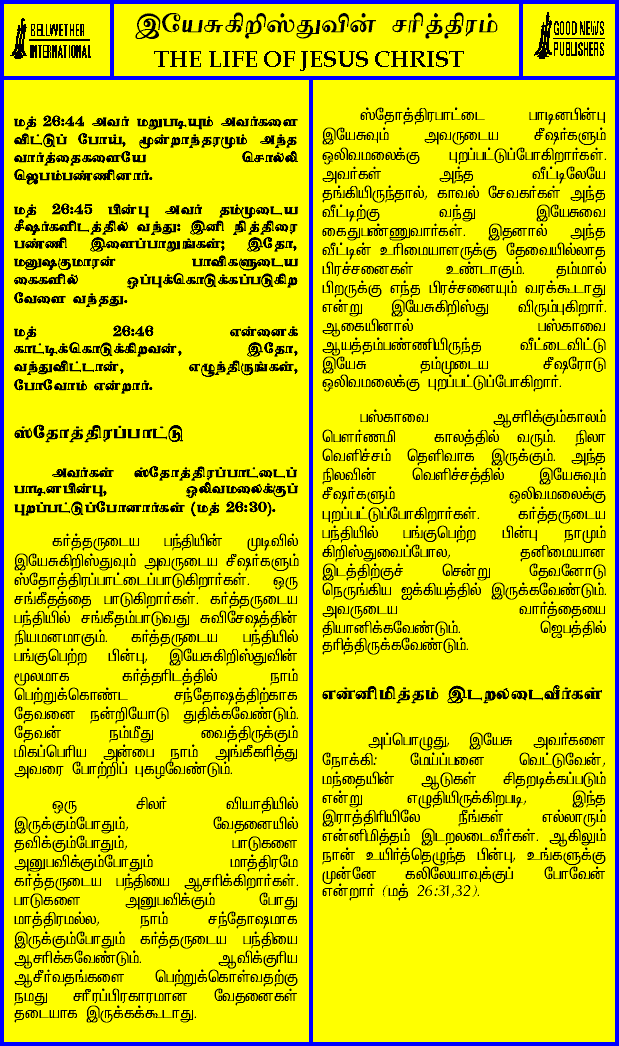 BELLWETHER
INTERNATIONAL
இயேசுகிறிஸ்துவின் சரித்திரம்
THE LIFE OF JESUS CHRIST
GOOD NEWS
PUBLISHERS
மத் 26:44 அவர் மறுபடியும் அவர்களை
விட்டுப் போய், மூன்றாந்தரமும் அந்த
வார்த்தைகளையே சொல்லி
ஜெபம்பண்ணினார்.
மத் 26:45 பின்பு அவர் தம்முடைய
சீஷர்களிடத்தில் வந்து: இனி நித்திரை
பண்ணி இளைப்பாறுங்கள்; இதோ,
மனுஷகுமாரன் பாவிகளுடைய
கைகளில் ஒப்புக்கொடுக்கப்படுகிற
வேளை வந்தது.
மத் 26:46 என்னைக்
காட்டிக்கொடுக்கிறவன், இதோ,
வந்துவிட்டான், எழுந்திருங்கள்,
போவோம் என்றார்.
ஸ்தோத்திரப்பாட்டு
அவர்கள் ஸ்தோத்திரப்பாட்டைப்
பாடினபின்பு, ஒலிவமலைக்குப்
புறப்பட்டுப்போனார்கள் (மத் 26:30).
கர்த்தருடைய பந்தியின் முடிவில்
இயேசுகிறிஸ்துவும் அவருடைய சீஷர்களும்
ஸ்தோத்திரப்பாட்டைப்பாடுகிறார்கள். ஒரு
சங்கீதத்தை பாடுகிறார்கள். கர்த்தருடைய
பந்தியில் சங்கீதம்பாடுவது சுவிசேஷத்தின்
நியமனமாகும். கர்த்தருடைய பந்தியில்
பங்குபெற்ற பின்பு, இயேசுகிறிஸ்துவின்
மூலமாக கர்த்தரிடத்தில் நாம்
பெற்றுக்கொண்ட சந்தோஷத்திற்காக
தேவனை நன்றியோடு துதிக்கவேண்டும்.
தேவன் நம்மீது வைத்திருக்கும்
மிகப்பெரிய அன்பை நாம் அங்கீகரித்து
அவரை போற்றிப் புகழவேண்டும்.
ஒரு சிலர் வியாதியில்
இருக்கும்போதும், வேதனையில்
தவிக்கும்போதும், பாடுகளை
அனுபவிக்கும்போதும் மாத்திரமே
கர்த்தருடைய பந்தியை ஆசரிக்கிறார்கள்.
பாடுகளை அனுபவிக்கும் போது
மாத்திரமல்ல, நாம் சந்தோஷமாக
இருக்கும்போதும் கர்த்தருடைய பந்தியை
ஆசரிக்கவேண்டும். ஆவிக்குரிய
ஆசீர்வதங்களை பெற்றுக்கொள்வதற்கு
நமது சரீரப்பிரகாரமான வேதனைகள்
தடையாக இருக்கக்கூடாது.
ஸ்தோத்திரபாட்டை பாடினபின்பு
இயேசுவும் அவருடைய சீஷர்களும்
ஒலிவமலைக்கு புறப்பட்டுப்போகிறார்கள்.
அவர்கள் அந்த வீட்டிலேயே
தங்கியிருந்தால், காவல் சேவகர்கள் அந்த
வீட்டிற்கு வந்து இயேசுவை
கைதுபண்ணுவார்கள். இதனால் அந்த
வீட்டின் உரிமையாளருக்கு தேவையில்லாத
பிரச்சனைகள் உண்டாகும். தம்மால்
பிறருக்கு எந்த பிரச்சனையும் வரக்கூடாது
என்று இயேசுகிறிஸ்து விரும்புகிறார்.
ஆகையினால் பஸ்காவை
ஆயத்தம்பண்ணியிருந்த வீட்டைவிட்டு
இயேசு தம்முடைய சீஷரோடு
ஒலிவமலைக்கு புறப்பட்டுப்போகிறார்.
பஸ்காவை ஆசரிக்கும்காலம்
பௌர்ணமி காலத்தில் வரும். நிலா
வெளிச்சம் தெளிவாக இருக்கும். அந்த
நிலவின் வெளிச்சத்தில் இயேசுவும்
சீஷர்களும் ஒலிவமலைக்கு
புறப்பட்டுப்போகிறார்கள். கர்த்தருடைய
பந்தியில் பங்குபெற்ற பின்பு நாமும்
கிறிஸ்துவைப்போல, தனிமையான
இடத்திற்குச் சென்று தேவனோடு
நெருங்கிய ஐக்கியத்தில் இருக்கவேண்டும்.
அவருடைய வார்த்தையை
தியானிக்கவேண்டும். ஜெபத்தில்
தரித்திருக்கவேண்டும்.
என்னிமித்தம் இடறலடைவீர்கள்
அப்பொழுது, இயேசு அவர்களை
நோக்கி: மேய்ப்பனை வெட்டுவேன்,
மந்தையின் ஆடுகள் சிதறடிக்கப்படும்
என்று எழுதியிருக்கிறபடி, இந்த
இராத்திரியிலே நீங்கள் எல்லாரும்
என்னிமித்தம் இடறலடைவீர்கள். ஆகிலும்
நான் உயிர்த்தெழுந்த பின்பு, உங்களுக்கு
முன்னே கலிலேயாவுக்குப் போவேன்
என்றார் (மத் 26:31,32).